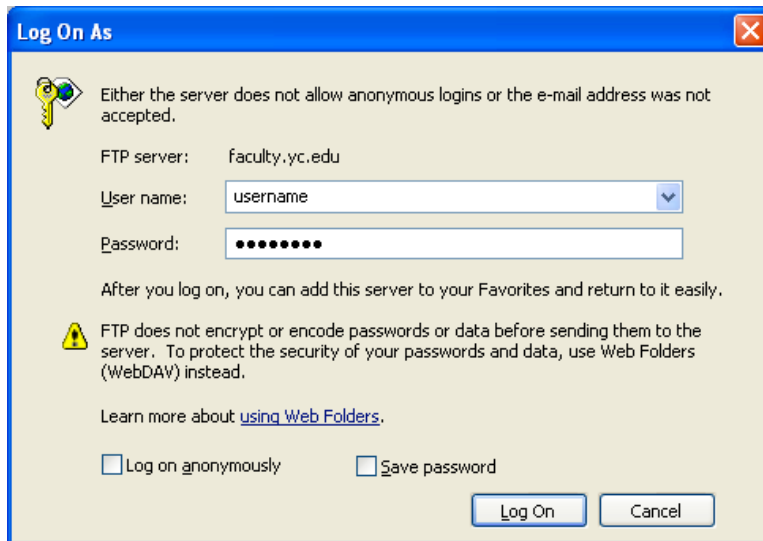 Log On As
Either the server does not allow anonymous logins or the e-mail address was not
accepted.
FTP server: faculty.yc.edu
User name: username
Password: ●●●●●●●●
After you log on, you can add this server to your Favorites and return to it easily.
FTP does not encrypt or encode passwords or data before sending them to the
server. To protect the security of your passwords and data, use Web Folders
(WebDAV) instead.
Learn more about using Web Folders.
Log on anonymously Save password
Log On Cancel